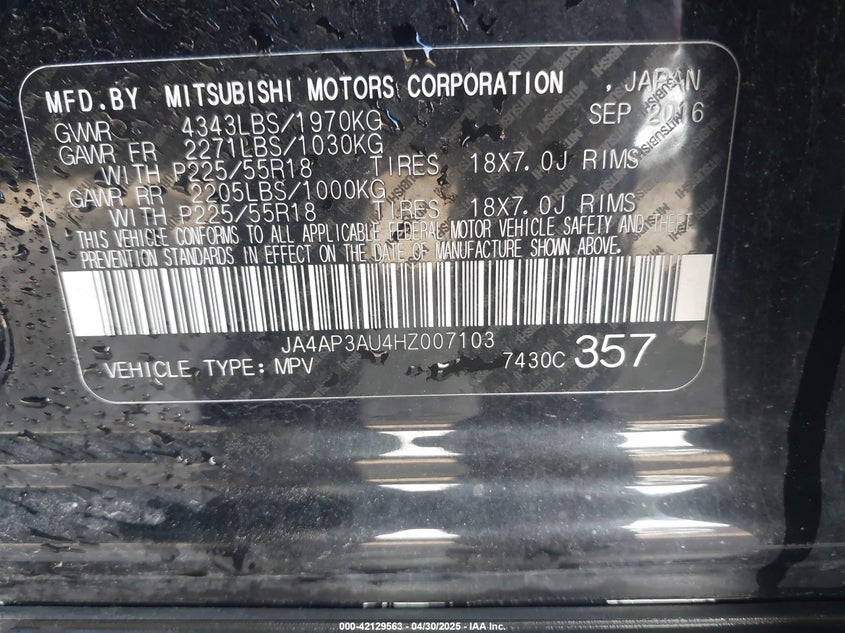 MFD.BY MITSUBISHI MOTORS CORPORATION , JAPAN
GWWR 4343LBS/1970KG SEP 2016
GAWR FR 2271LBS/1030KG
WITH P225/55R18 TIRES 18X7.0J RIMS
GAWR RR 2205LBS/1000KG
WITH P225/55R18 TIRES 18X7.0J RIMS
THIS VEHICLE CONFORMS TO ALL APPLICABLE FEDERAL MOTOR VEHICLE SAFETY AND THEFT
PREVENTION STANDARDS IN EFFECT ON THE DATE OF MANUFACTURE SHOWN ABOVE.
JA4AP3AU4HZ007103
VEHICLE TYPE: MPV 7430C 357
000-42129563 - 04/30/2025 - IAA Inc.